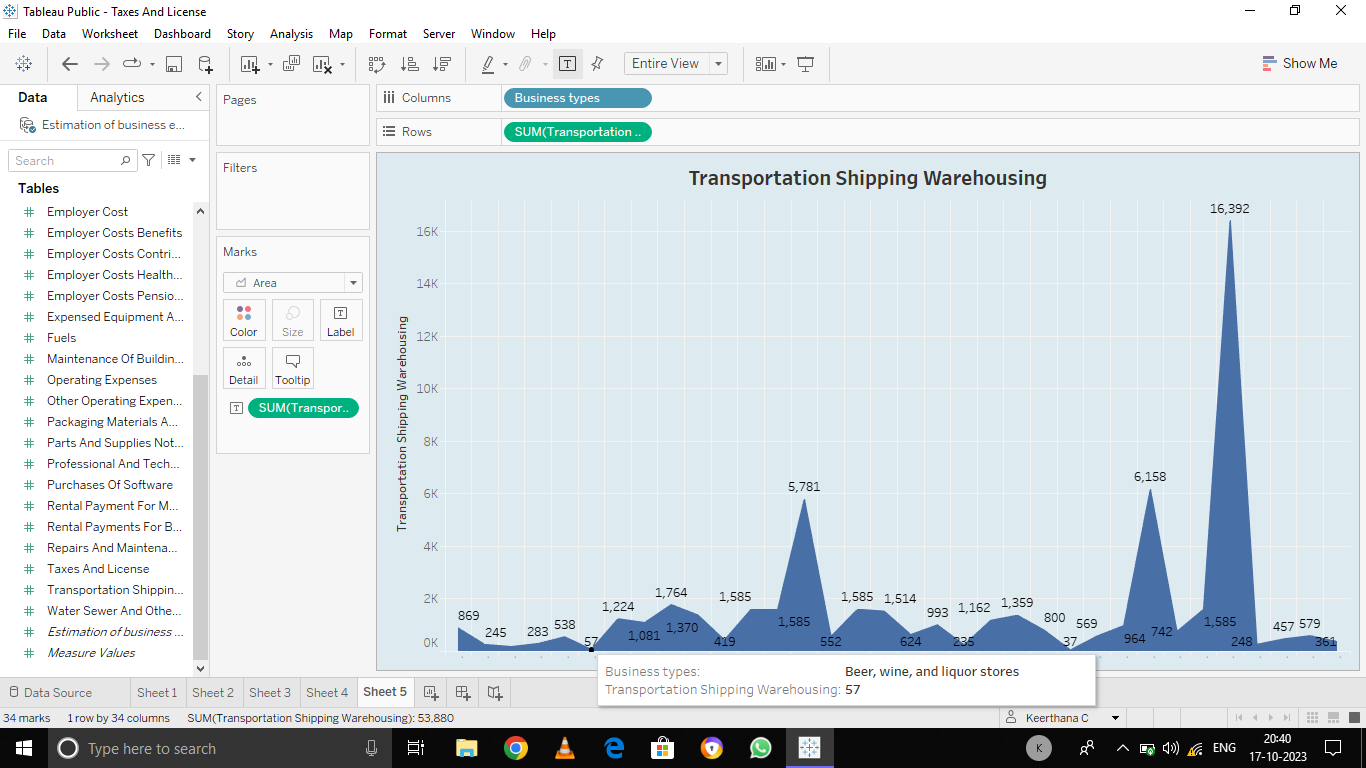 Tableau Public - Taxes And License
File Data Worksheet Dashboard Story Analysis Map Format Server Window Help
Entire View
Show Me
Data Analytics
Estimation of business e...
Search
Tables
Employer Cost
Employer Costs Benefits
Employer Costs Contri...
Employer Costs Health...
Employer Costs Pensio...
Expensed Equipment A...
Fuels
Maintenance Of Buildin...
Operating Expenses
Other Operating Expen...
Packaging Materials A...
Parts And Supplies Not...
Professional And Tech...
Purchases Of Software
Rental Payment For M...
Rental Payments For B...
Repairs And Maintena...
Taxes And License
Transportation Shippin...
Water Sewer And Othe...
Estimation of business ...
Measure Values
Pages
Filters
Marks
Area
Color Size Label
Detail Tooltip
SUM(Transpor..
Columns Business types
Rows SUM(Transportation ..
Transportation Shipping Warehousing
Transportation Shipping Warehousing
16K
14K
12K
10K
8K
6K
4K
2K
0K
869
245
283
538
57
1,224
1,081
1,764
1,370
419
1,585
1,585
5,781
552
1,585
1,514
624
993
235
1,162
1,359
800
37
569
964
6,158
742
1,585
16,392
248
457
579
361
Business types: Beer, wine, and liquor stores
Transportation Shipping Warehousing: 57
Data Source Sheet 1 Sheet 2 Sheet 3 Sheet 4 Sheet 5
34 marks 1 row by 34 columns SUM(Transportation Shipping Warehousing): 53,880
Keerthana C
Type here to search
K
ENG
20:40
17-10-2023